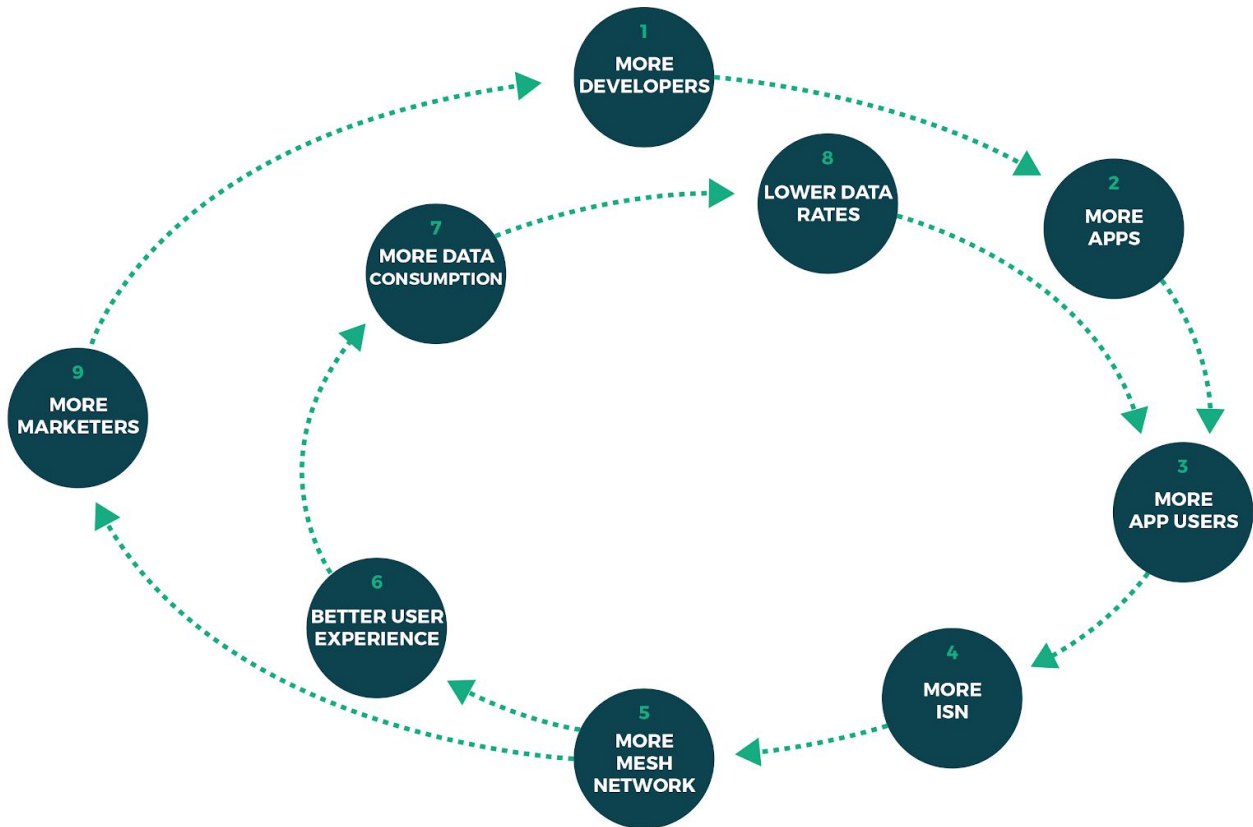 1
MORE
DEVELOPERS
2
MORE
APPS
3
MORE
APP USERS
4
MORE
ISN
5
MORE
MESH
NETWORK
6
BETTER USER
EXPERIENCE
7
MORE DATA
CONSUMPTION
8
LOWER DATA
RATES
9
MORE
MARKETERS